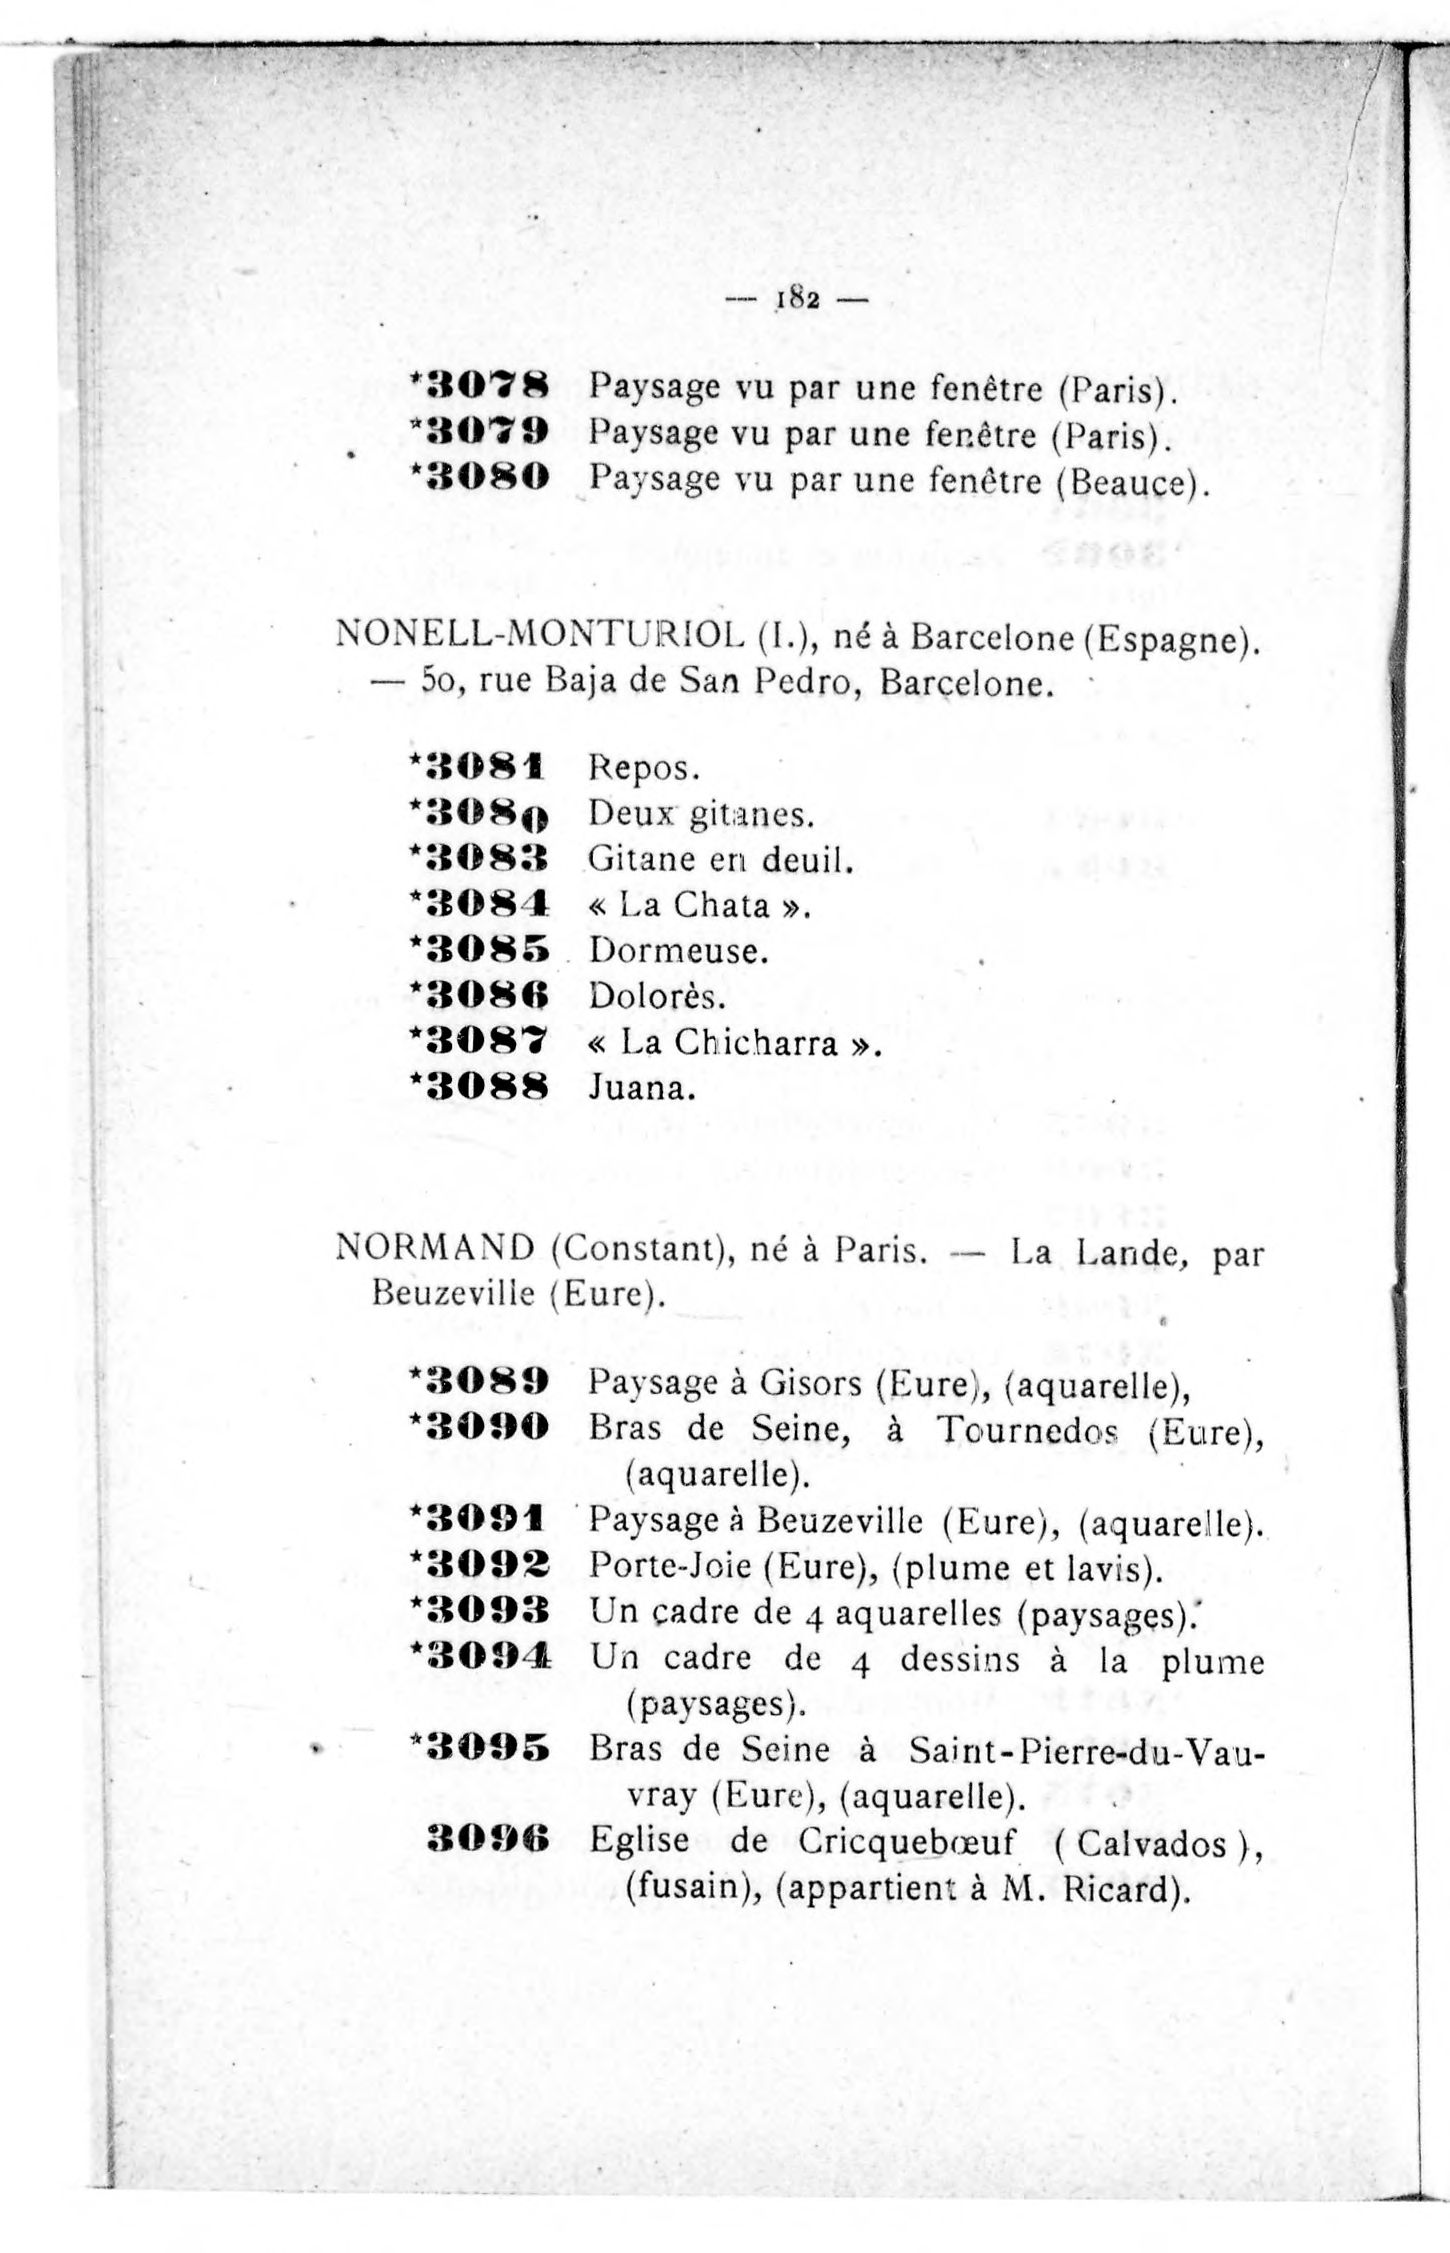 — 182 —
*3078 Paysage vu par une fenêtre (Paris).
*3079 Paysage vu par une fenêtre (Paris).
*3080 Paysage vu par une fenêtre (Beauce).
NONELL-MONTURIOL (I.), né à Barcelone (Espagne).
— 50, rue Baja de San Pedro, Barcelone.
*3081 Repos.
*3080 Deux gitanes.
*3083 Gitane en deuil.
*3084 « La Chata ».
*3085 Dormeuse.
*3086 Dolorès.
*3087 « La Chicharra ».
*3088 Juana.
NORMAND (Constant), né à Paris. — La Lande, par
Beuzeville (Eure).
*3089 Paysage à Gisors (Eure), (aquarelle),
*3090 Bras de Seine, à Tournedos (Eure),
(aquarelle).
*3091 Paysage à Beuzeville (Eure), (aquarelle).
*3092 Porte-Joie (Eure), (plume et lavis).
*3093 Un cadre de 4 aquarelles (paysages).
*3094 Un cadre de 4 dessins à la plume
(paysages).
*3095 Bras de Seine à Saint-Pierre-du-Vau-
vray (Eure), (aquarelle).
3096 Eglise de Cricquebœuf (Calvados),
(fusain), (appartient à M. Ricard).